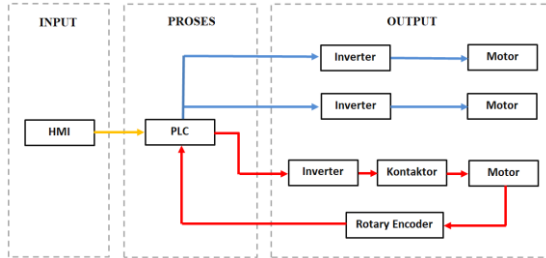 INPUT
PROSES
OUTPUT
Inverter
Motor
Inverter
Motor
HMI
PLC
Inverter
Kontaktor
Motor
Rotary Encoder